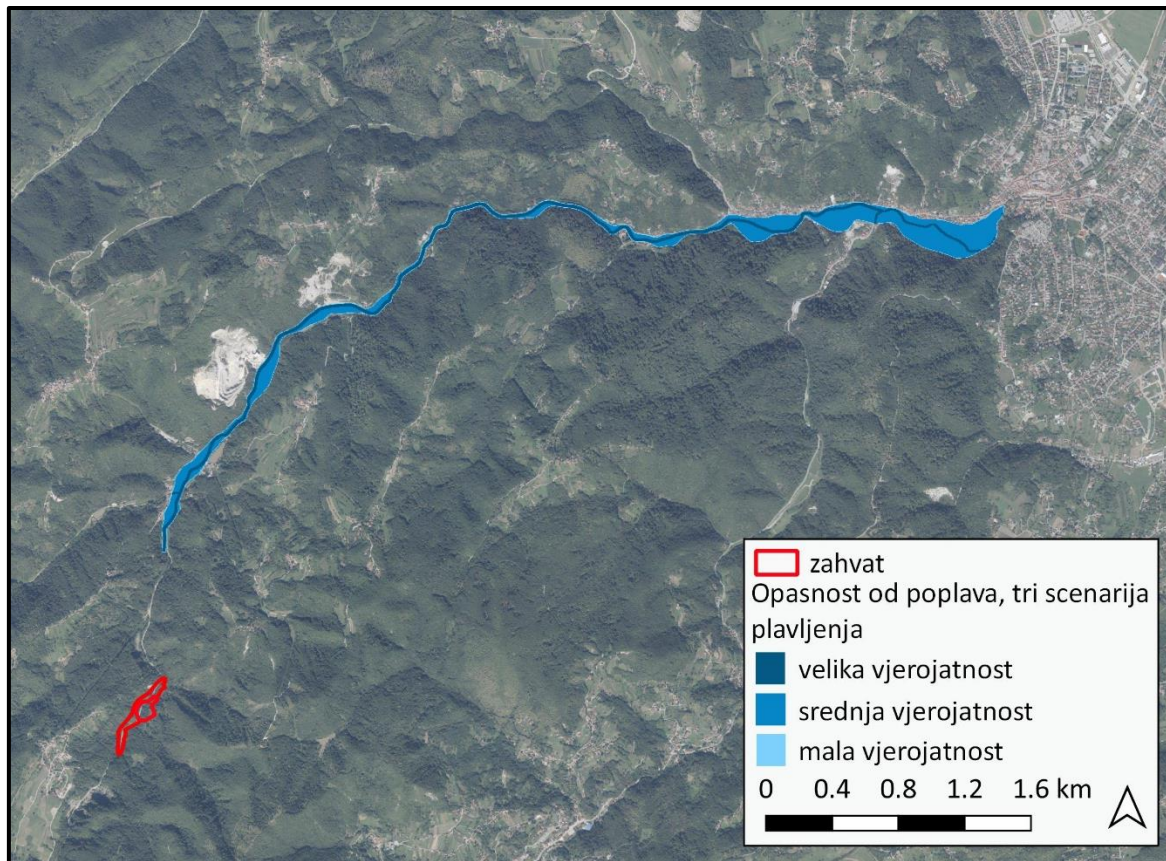 zahvat
Opasnost od poplava, tri scenarija
plavljenja
velika vjerojatnost
srednja vjerojatnost
mala vjerojatnost
0 0.4 0.8 1.2 1.6 km